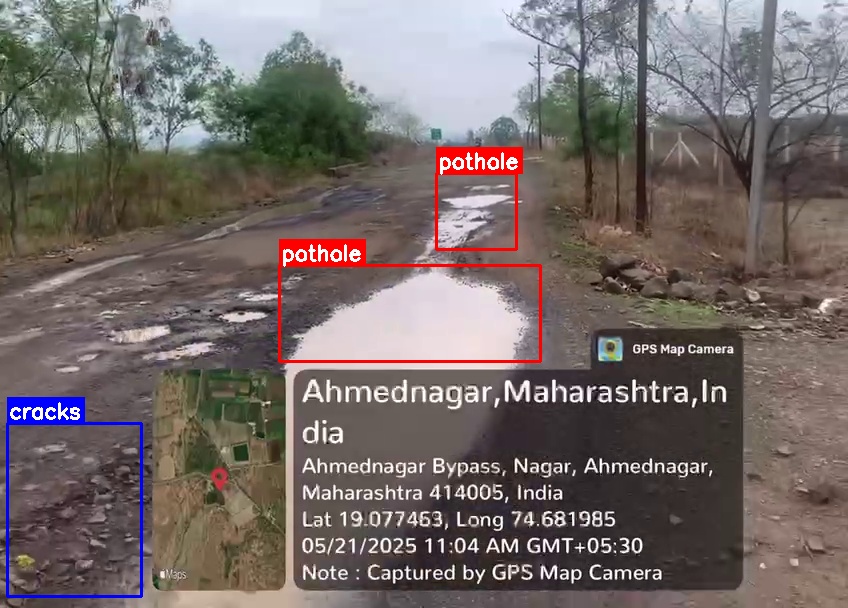 pothole
pothole
cracks
GPS Map Camera
Ahmednagar,Maharashtra,In
dia
Ahmednagar Bypass, Nagar, Ahmednagar,
Maharashtra 414005, India
Lat 19.077453, Long 74.681985
05/21/2025 11:04 AM GMT+05:30
Note : Captured by GPS Map Camera
Maps